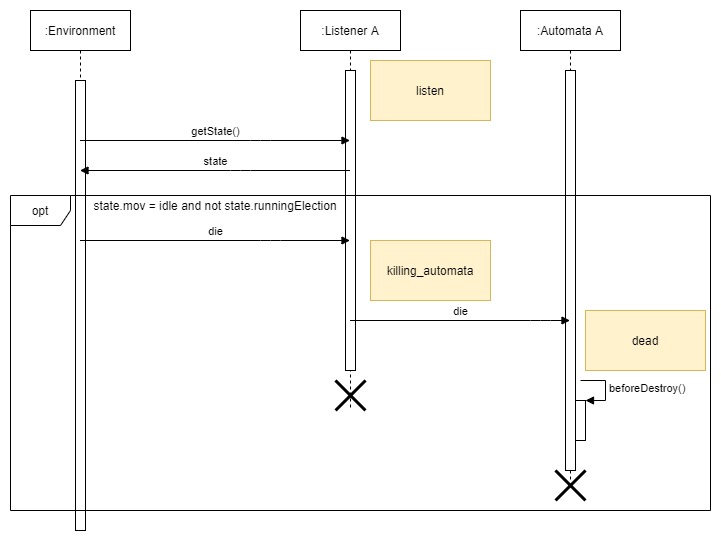 :Environment
:Listener A
:Automata A
listen
getState()
state
opt
state.mov = idle and not state.runningElection
die
killing_automata
die
dead
beforeDestroy()